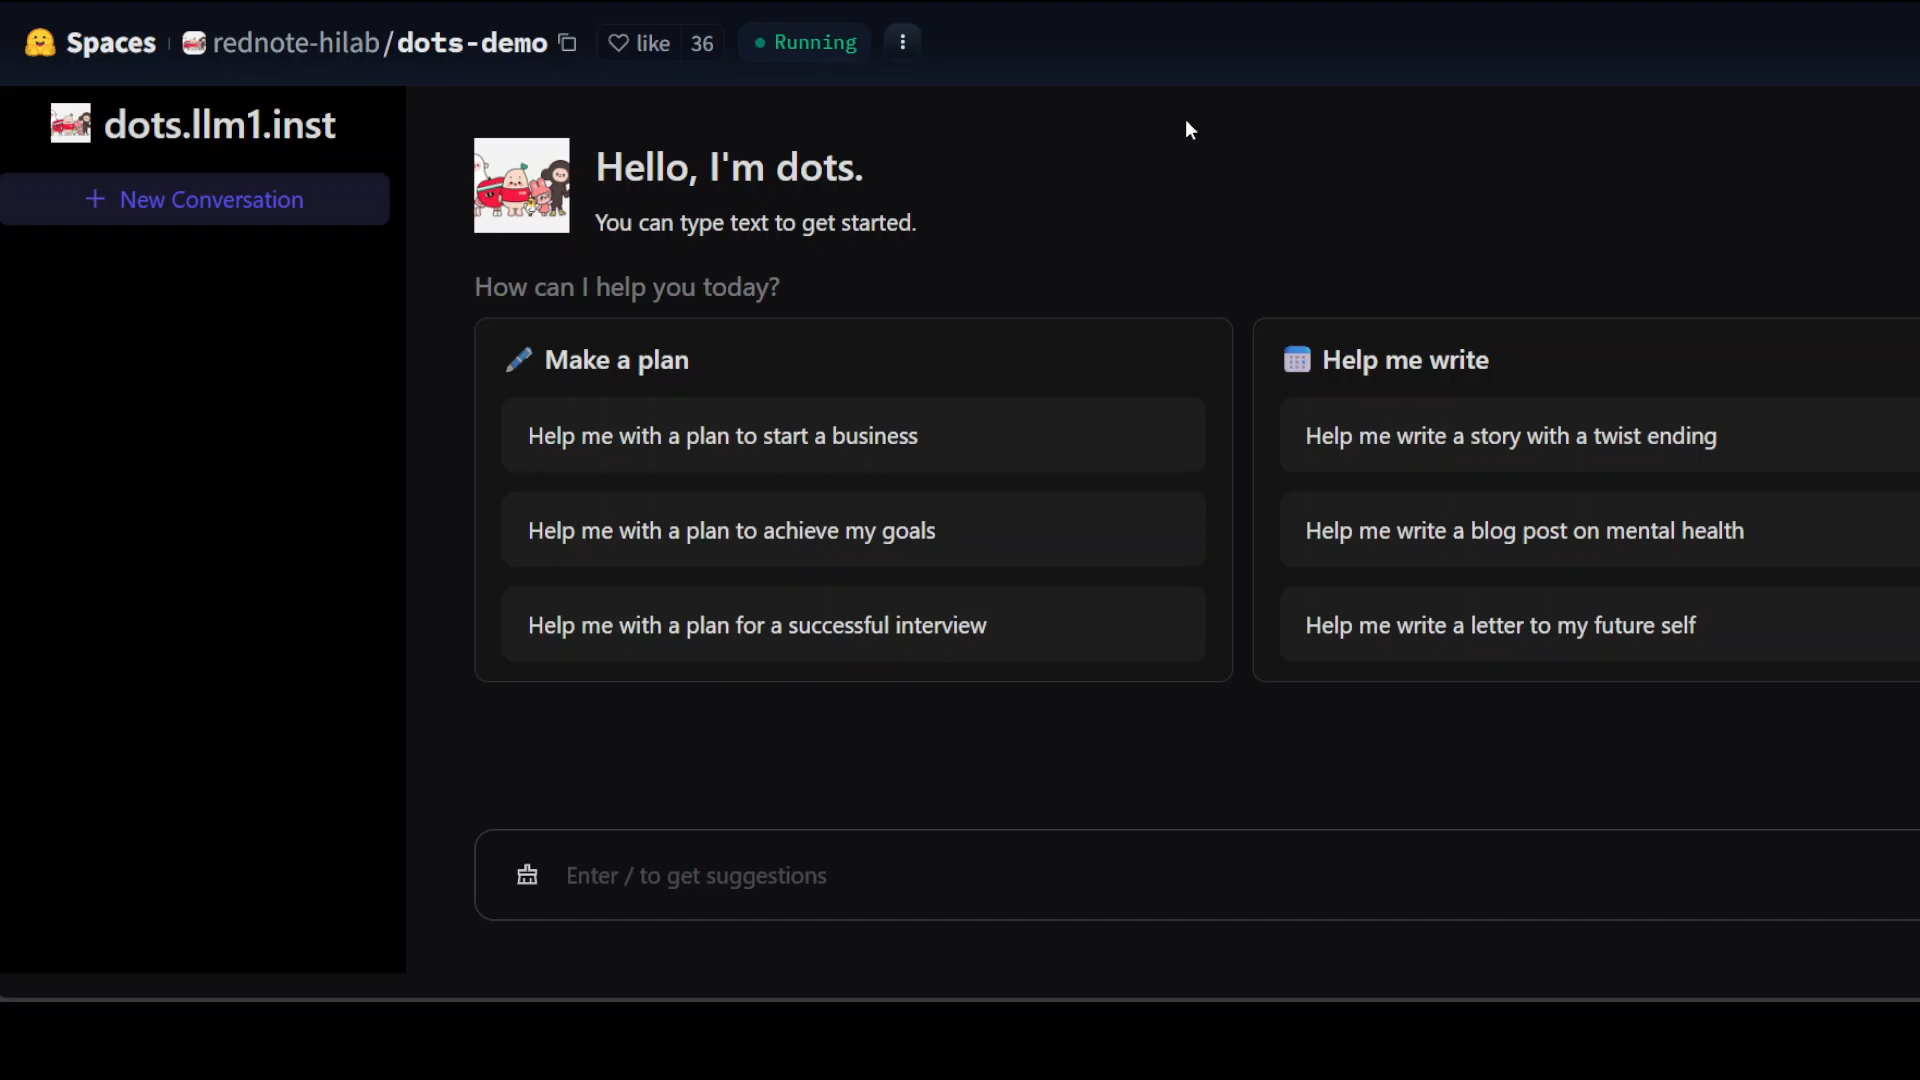 Spaces rednote-hilab/dots-demo like 36 Running
dots.llm1.inst
+ New Conversation
Hello, I'm dots.
You can type text to get started.
How can I help you today?
Make a plan
Help me with a plan to start a business
Help me with a plan to achieve my goals
Help me with a plan for a successful interview
Help me write
Help me write a story with a twist ending
Help me write a blog post on mental health
Help me write a letter to my future self
Enter / to get suggestions